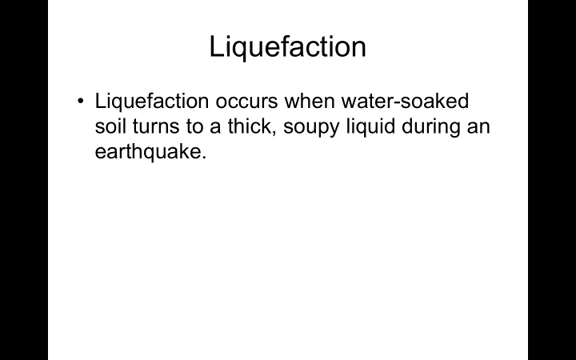 Liquefaction
• Liquefaction occurs when water-soaked
soil turns to a thick, soupy liquid during an
earthquake.